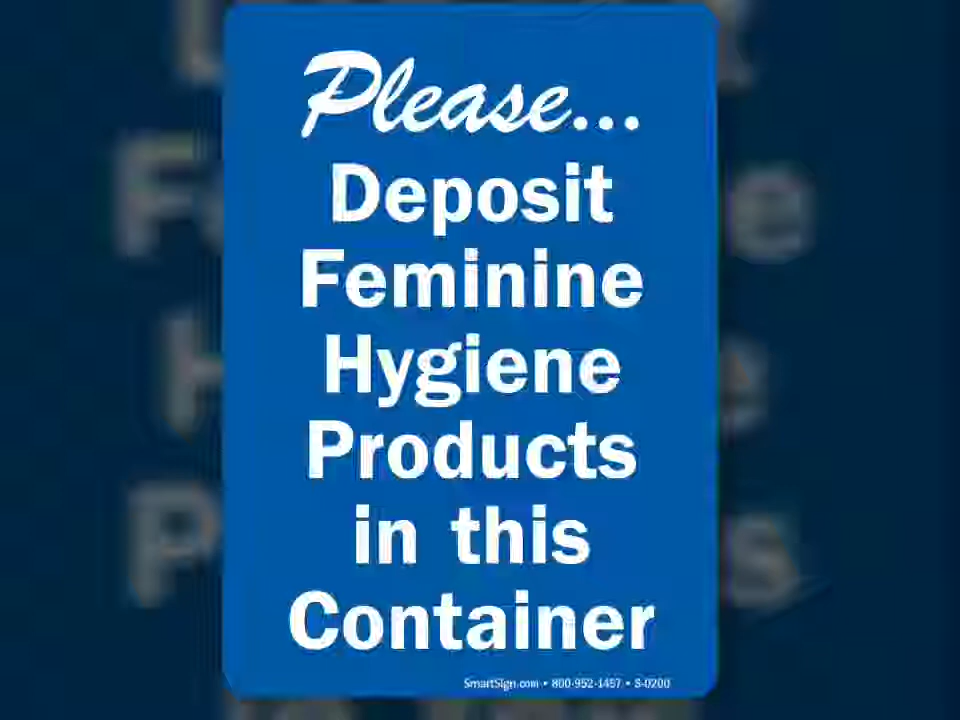 Please...
Deposit
Feminine
Hygiene
Products
in this
Container
SmartSign.com • 800-952-1457 • S-0200